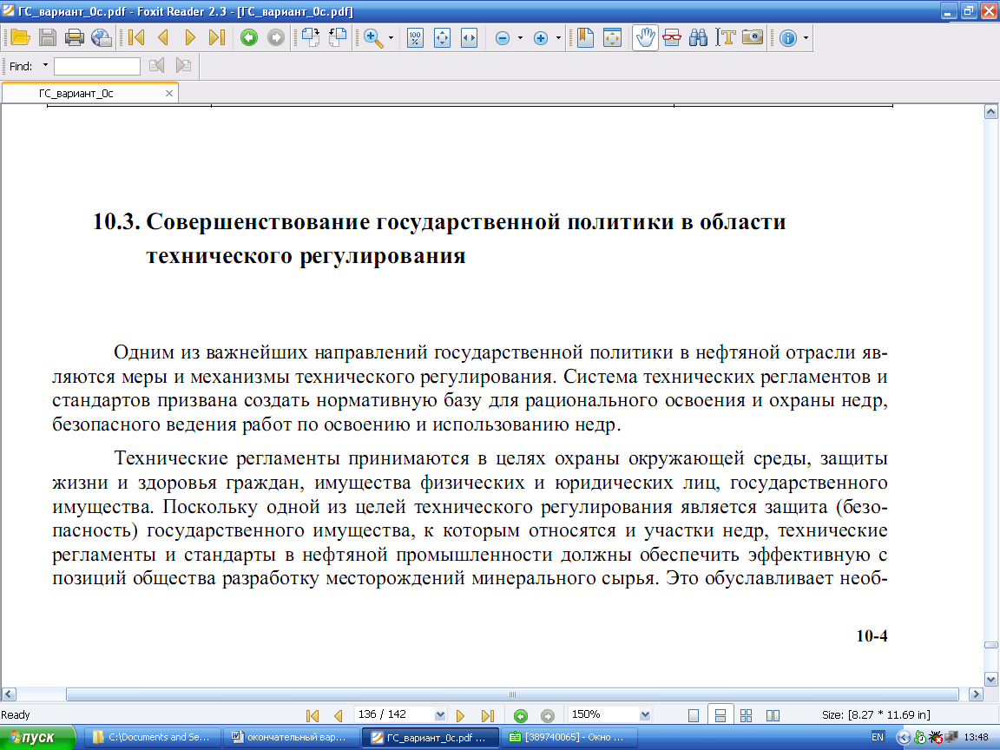 ГС_вариант_0с.pdf - Foxit Reader 2.3 - [ГС_вариант_0с.pdf]
Find:
ГС_вариант_0с
10.3. Совершенствование государственной политики в области
технического регулирования
Одним из важнейших направлений государственной политики в нефтяной отрасли яв-
ляются меры и механизмы технического регулирования. Система технических регламентов и
стандартов призвана создать нормативную базу для рационального освоения и охраны недр,
безопасного ведения работ по освоению и использованию недр.
Технические регламенты принимаются в целях охраны окружающей среды, защиты
жизни и здоровья граждан, имущества физических и юридических лиц, государственного
имущества. Поскольку одной из целей технического регулирования является защита (безо-
пасность) государственного имущества, к которым относятся и участки недр, технические
регламенты и стандарты в нефтяной промышленности должны обеспечить эффективную с
позиций общества разработку месторождений минерального сырья. Это обуславливает необ-
10-4
Ready
136 / 142
150%
Size: [8.27 * 11.69 in]
пуск
C:\Documents and Se...
окончательный вар...
ГС_вариант_0с.pdf ...
[389740065] - Окно ...
EN
13:48